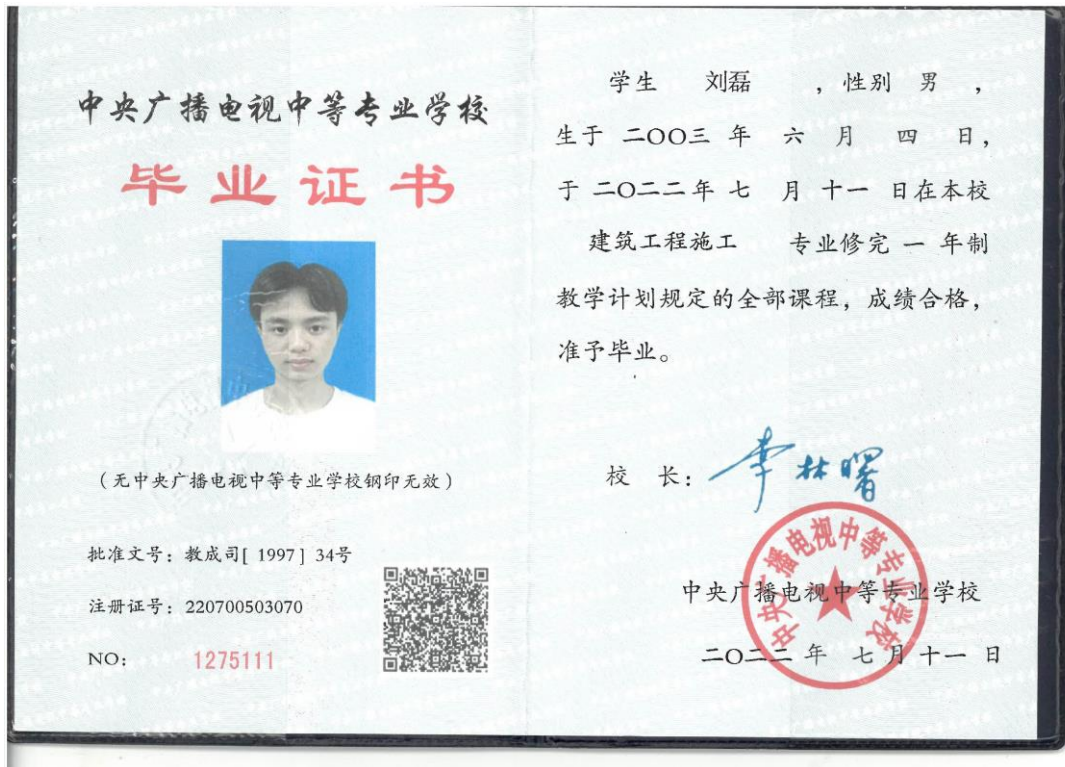 中央广播电视中等专业学校
毕业证书
（无中央广播电视中等专业学校钢印无效）
批准文号：教成司[ 1997 ] 34号
注册证号：220700503070
NO： 1275111
学生 刘磊 ，性别 男 ，
生于 二〇〇三 年 六 月 四 日，
于 二〇二二 年 七 月 十一 日在本校
建筑工程施工 专业修完 一 年制
教学计划规定的全部课程，成绩合格，
准予毕业。
校 长：李林曙
中央广播电视中等专业学校
中央广播电视中等专业学校
二〇二二 年 七 月 十一 日